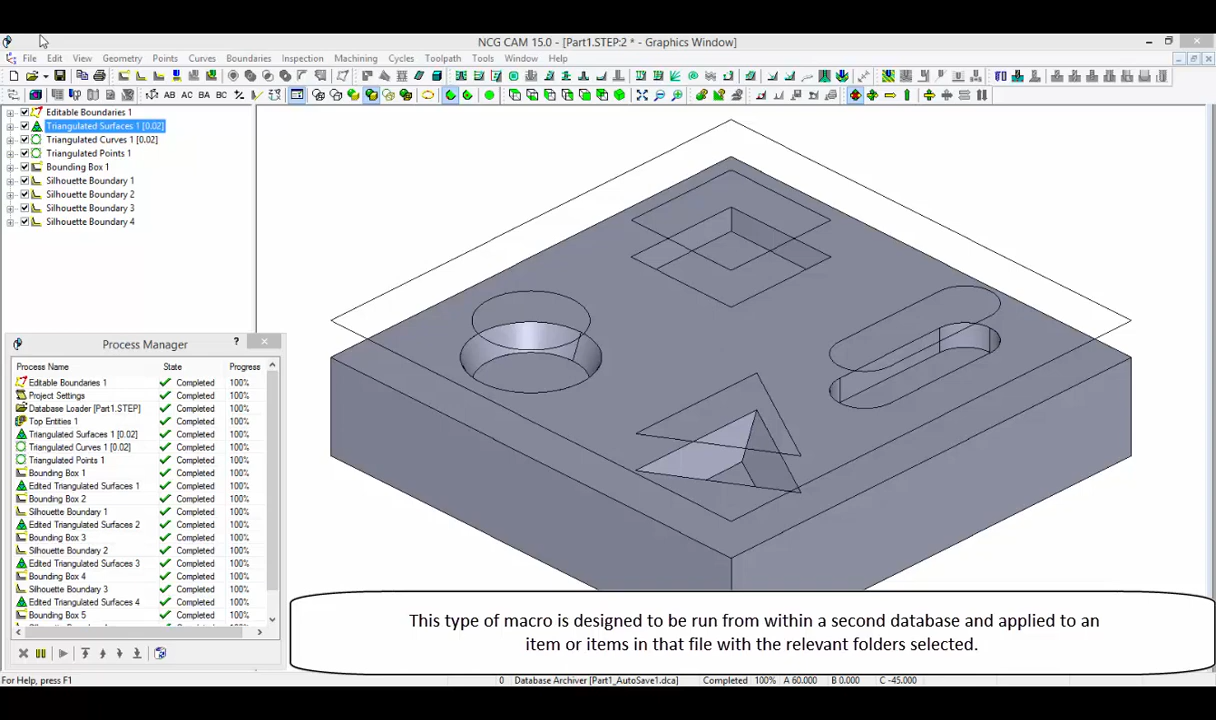 NCG CAM 15.0 - [Part1.STEP:2 * - Graphics Window]
File Edit View Geometry Points Curves Boundaries Inspection Machining Cycles Toolpath Tools Window Help
AB AC BA BC
Editable Boundaries 1
Triangulated Surfaces 1 [0.02]
Triangulated Curves 1 [0.02]
Triangulated Points 1
Bounding Box 1
Silhouette Boundary 1
Silhouette Boundary 2
Silhouette Boundary 3
Silhouette Boundary 4
Process Manager ?
Process Name State Progress
Editable Boundaries 1 Completed 100%
Project Settings Completed 100%
Database Loader [Part1.STEP] Completed 100%
Top Entities 1 Completed 100%
Triangulated Surfaces 1 [0.02] Completed 100%
Triangulated Curves 1 [0.02] Completed 100%
Triangulated Points 1 Completed 100%
Bounding Box 1 Completed 100%
Edited Triangulated Surfaces 1 Completed 100%
Bounding Box 2 Completed 100%
Silhouette Boundary 1 Completed 100%
Edited Triangulated Surfaces 2 Completed 100%
Bounding Box 3 Completed 100%
Silhouette Boundary 2 Completed 100%
Edited Triangulated Surfaces 3 Completed 100%
Bounding Box 4 Completed 100%
Silhouette Boundary 3 Completed 100%
Edited Triangulated Surfaces 4 Completed 100%
Bounding Box 5 Completed 100%
This type of macro is designed to be run from within a second database and applied to an
item or items in that file with the relevant folders selected.
For Help, press F1 0 Database Archiver [Part1_AutoSave1.dca] Completed 100% A 60.000 B 0.000 C -45.000